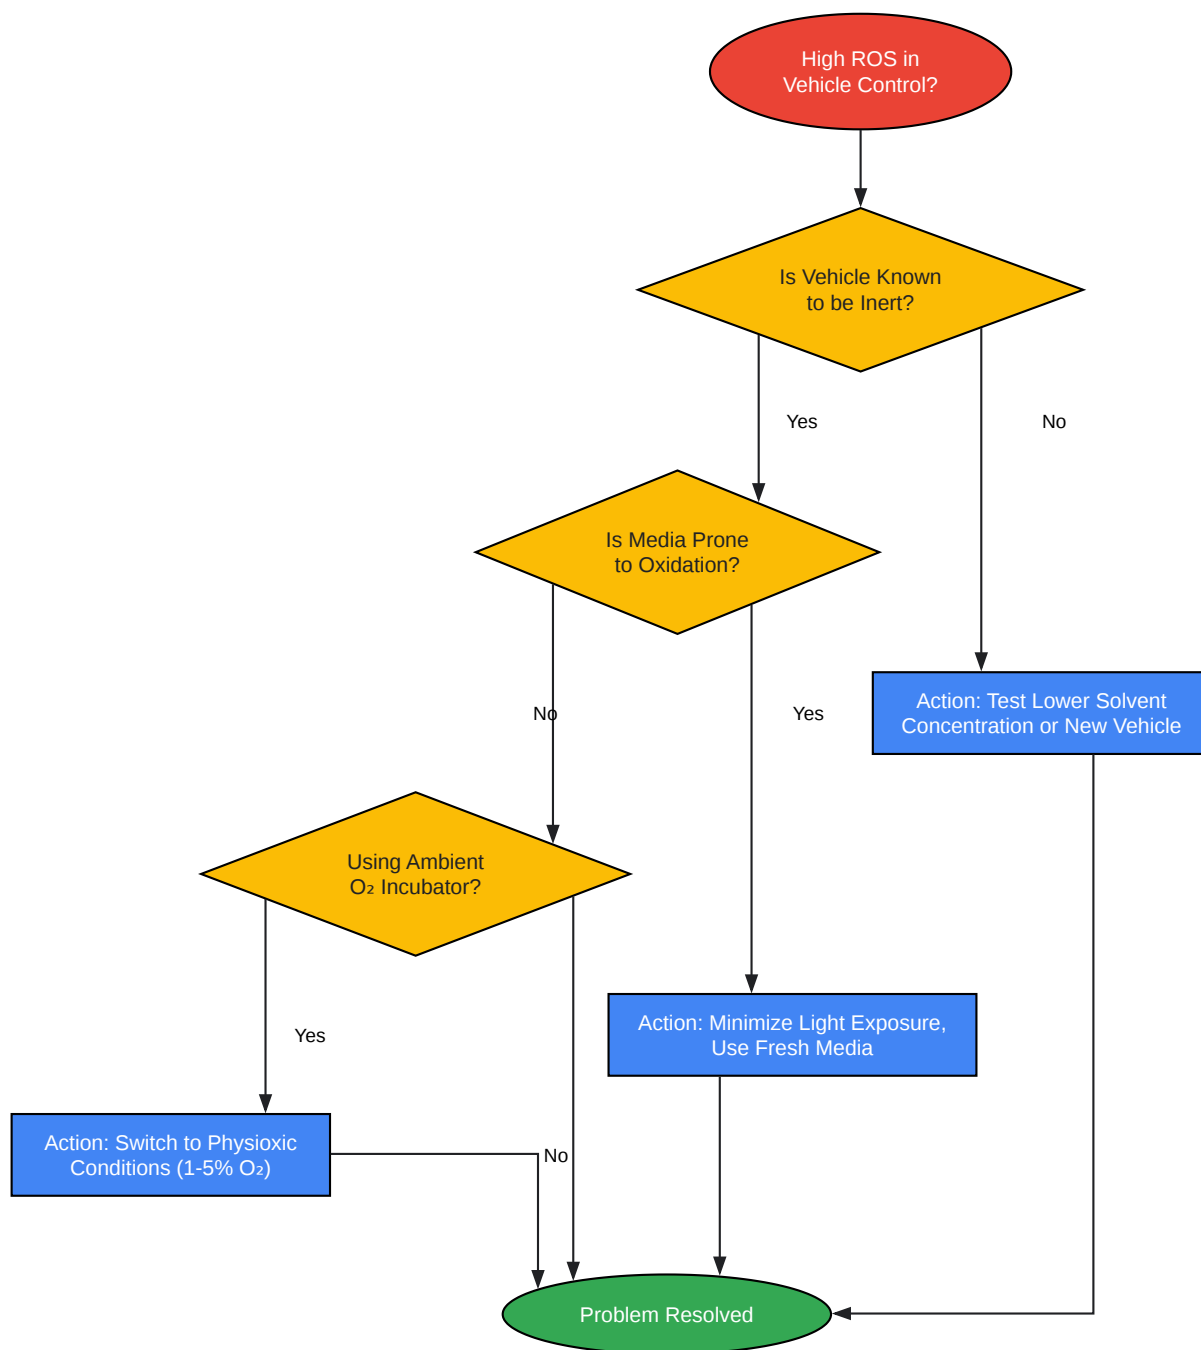 High ROS in
Vehicle Control?
Is Vehicle Known
to be Inert?
Yes
No
Is Media Prone
to Oxidation?
No
Yes
Action: Test Lower Solvent
Concentration or New Vehicle
Using Ambient
O₂ Incubator?
Yes
Action: Minimize Light Exposure,
Use Fresh Media
Action: Switch to Physioxic
Conditions (1-5% O₂)
No
Problem Resolved